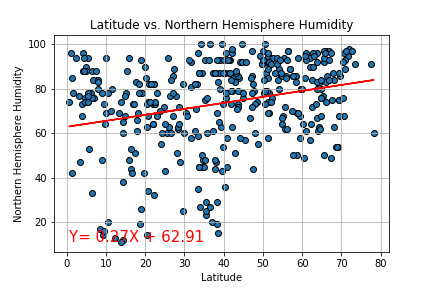 Latitude vs. Northern Hemisphere Humidity
Northern Hemisphere Humidity
100
80
60
40
20
Y= 0.27X + 62.91
0 10 20 30 40 50 60 70 80
Latitude